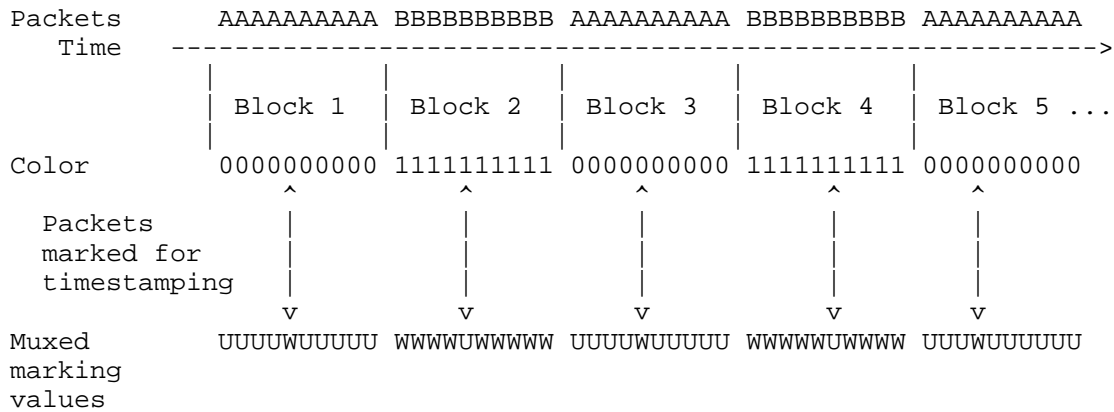 Packets AAAAAAAAAA BBBBBBBBBB AAAAAAAAAA BBBBBBBBBB AAAAAAAAAA
Time ---------------------------------------------------------->
| | | | |
| Block 1 | Block 2 | Block 3 | Block 4 | Block 5 ...
| | | | |
Color 0000000000 1111111111 0000000000 1111111111 0000000000
^ ^ ^ ^ ^
Packets | | | | |
marked for | | | | |
timestamping | | | | |
v v v v v
Muxed UUUUWUUUUU WWWWUWWWWW UUUUWUUUUU WWWWWUWWWW UUUWUUUUUU
marking
values